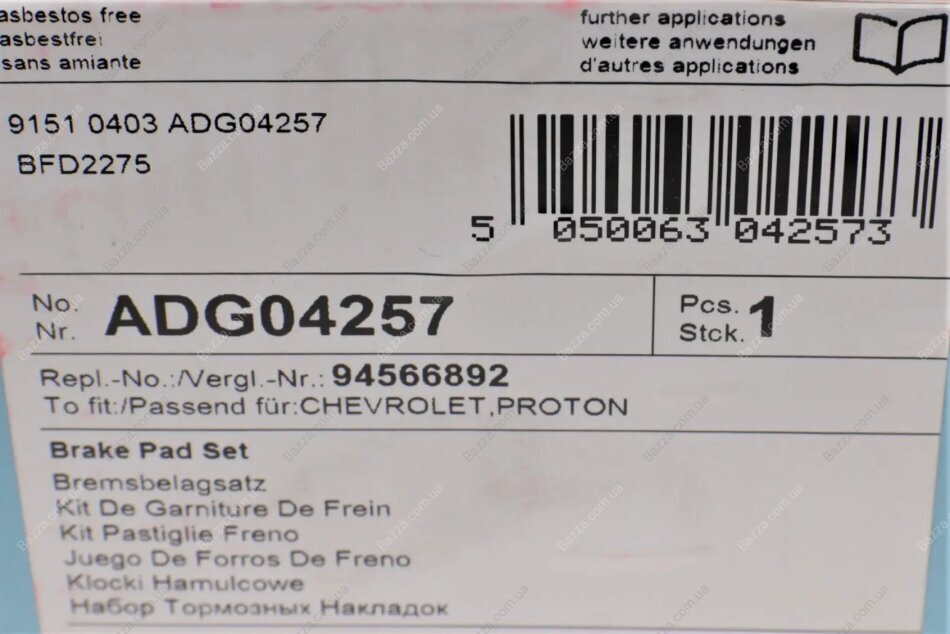 asbestos free
asbestfrei
sans amiante
further applications
weitere anwendungen
d'autres applications
9151 0403 ADG04257
BFD2275
5 050063 042573
No.
Nr.
ADG04257
Pcs.
Stck.
1
Repl.-No.:/Vergl.-Nr.: 94566892
To fit:/Passend für:CHEVROLET,PROTON
Brake Pad Set
Bremsbelagsatz
Kit De Garniture De Frein
Kit Pastiglie Freno
Juego De Forros De Freno
Klocki Hamulcowe
Набор Тормозных Накладок
Bazza.com.ua